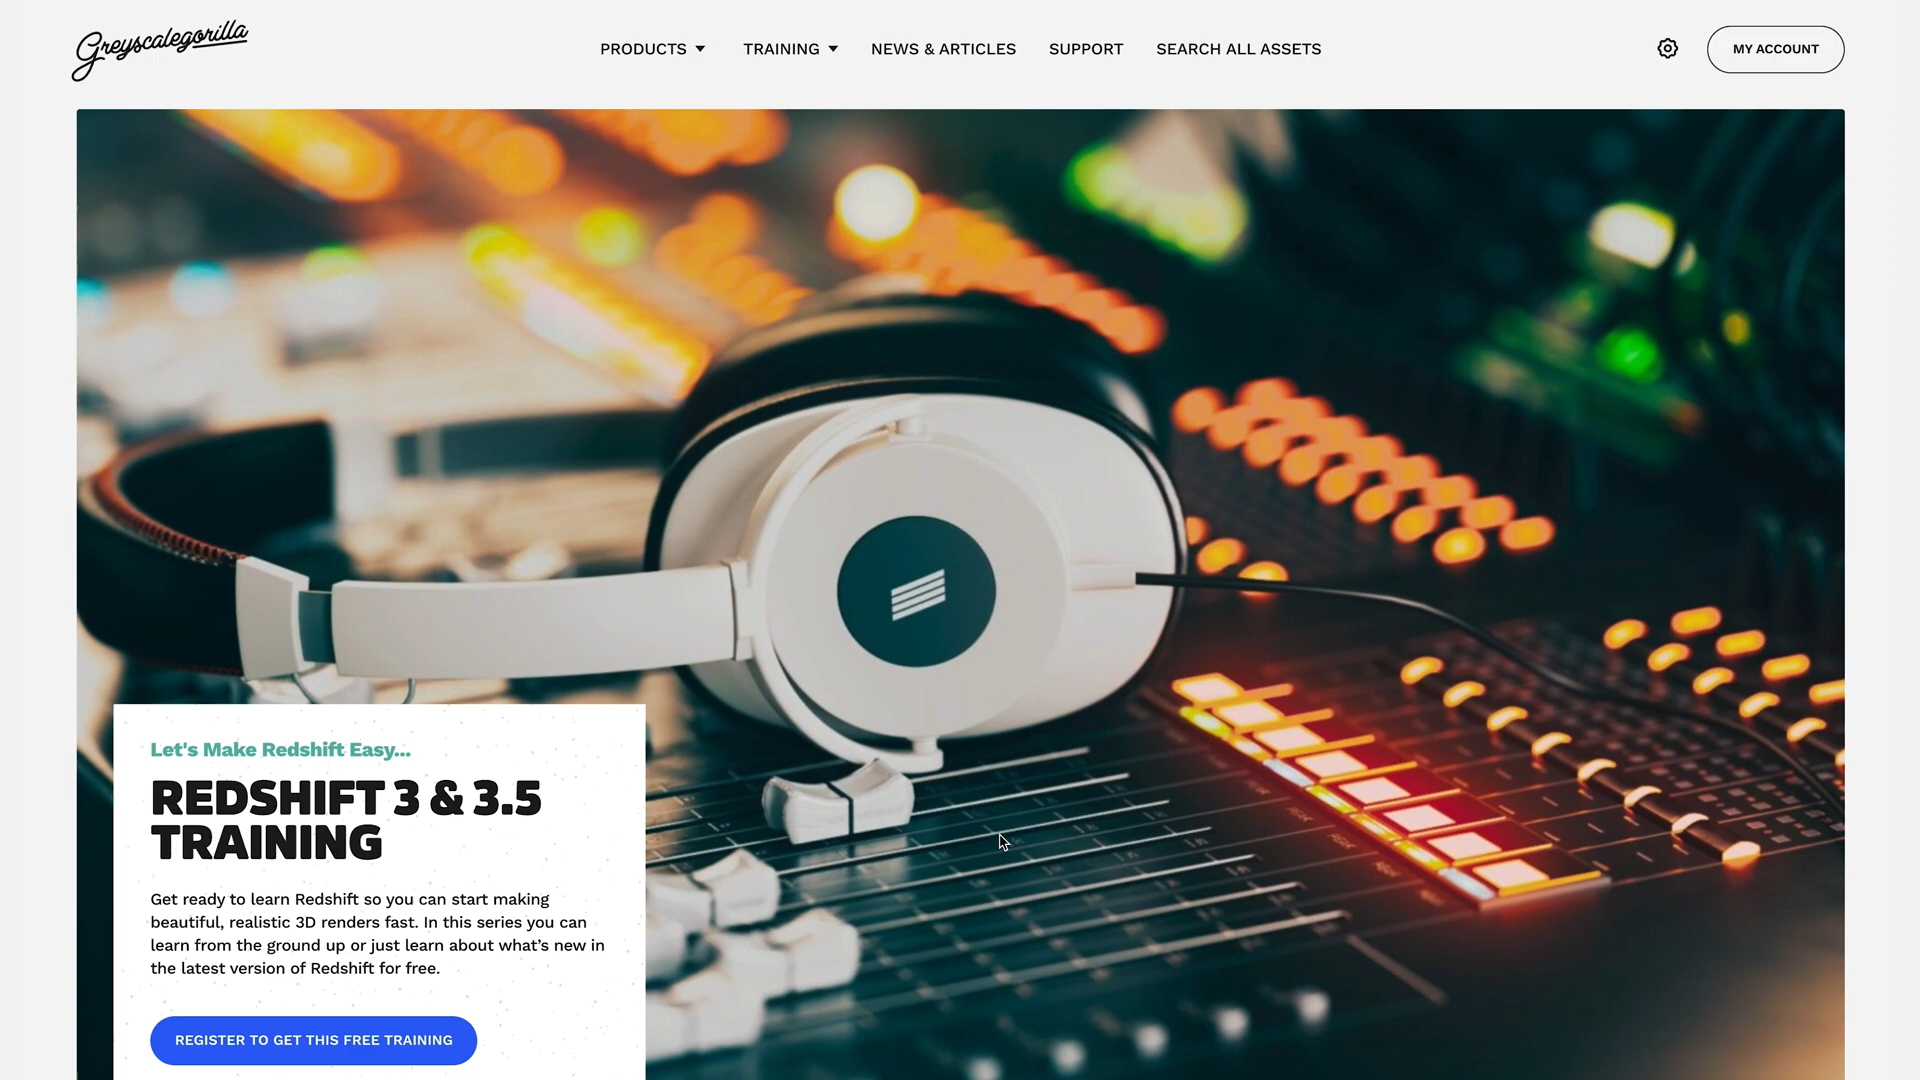 Greyscalegorilla
PRODUCTS
TRAINING
NEWS & ARTICLES
SUPPORT
SEARCH ALL ASSETS
MY ACCOUNT
Let's Make Redshift Easy...
REDSHIFT 3 & 3.5
TRAINING
Get ready to learn Redshift so you can start making
beautiful, realistic 3D renders fast. In this series you can
learn from the ground up or just learn about what’s new in
the latest version of Redshift for free.
REGISTER TO GET THIS FREE TRAINING